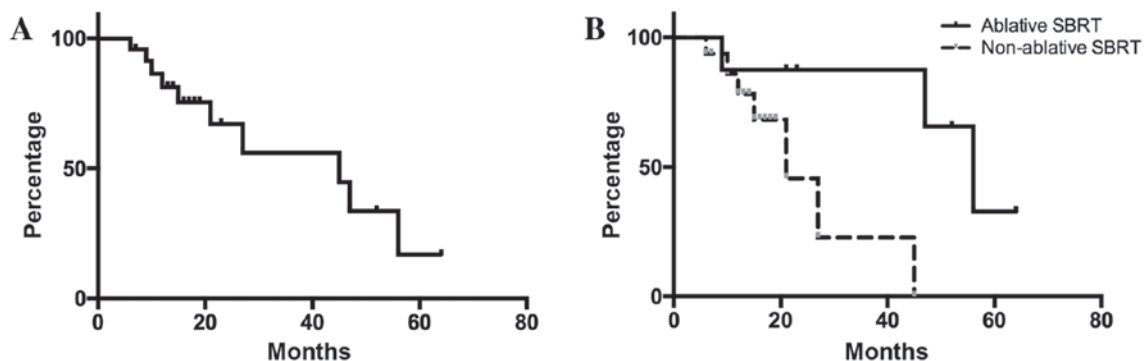 A
Percentage
100
50
0
0 20 40 60 80
Months
B
Ablative SBRT
Non-ablative SBRT
Percentage
100
50
0
0 20 40 60 80
Months